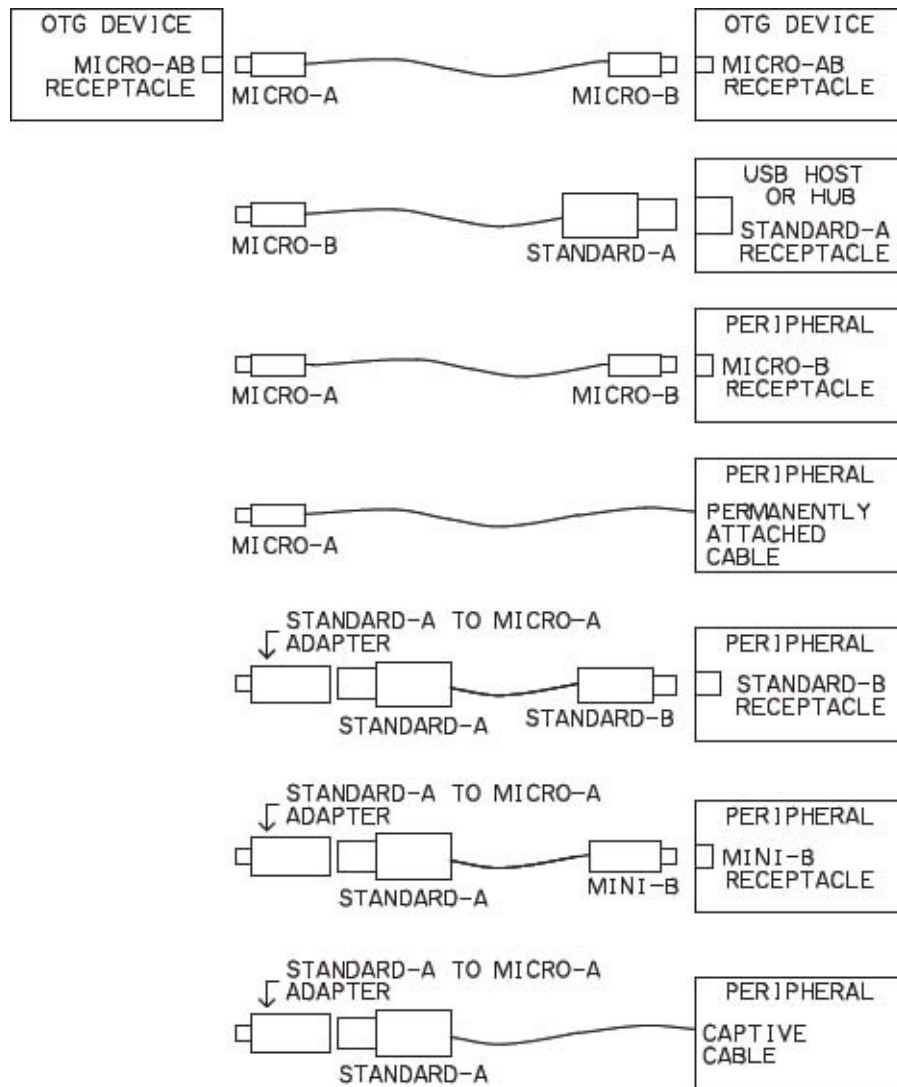 OTG DEVICE
MICRO-AB
RECEPTACLE
MICRO-A
MICRO-B
OTG DEVICE
MICRO-AB
RECEPTACLE
MICRO-B
STANDARD-A
USB HOST
OR HUB
STANDARD-A
RECEPTACLE
MICRO-A
MICRO-B
PERIPHERAL
MICRO-B
RECEPTACLE
MICRO-A
PERIPHERAL
PERMANENTLY
ATTACHED
CABLE
STANDARD-A TO MICRO-A
ADAPTER
STANDARD-A
STANDARD-B
PERIPHERAL
STANDARD-B
RECEPTACLE
STANDARD-A TO MICRO-A
ADAPTER
STANDARD-A
MINI-B
PERIPHERAL
MINI-B
RECEPTACLE
STANDARD-A TO MICRO-A
ADAPTER
STANDARD-A
PERIPHERAL
CAPTIVE
CABLE